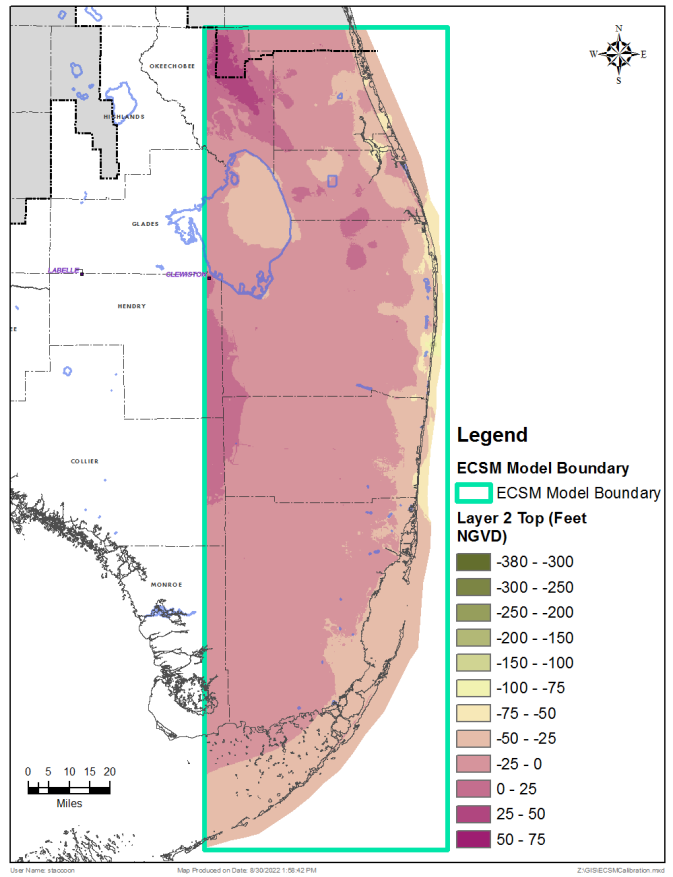 N
W E
S
OKEECHOBEE
HIGHLANDS
GLADES
LABELLE
CLEWISTON
HENDRY
EE
COLLIER
MONROE
Legend
ECSM Model Boundary
ECSM Model Boundary
Layer 2 Top (Feet
NGVD)
-380 - -300
-300 - -250
-250 - -200
-200 - -150
-150 - -100
-100 - -75
-75 - -50
-50 - -25
-25 - 0
0 - 25
25 - 50
50 - 75
0 5 10 15 20
Miles
User Name: staccoon
Map Produced on Date: 8/30/2022 1:58:42 PM
Z:\GIS\ECSMCalibration.mxd